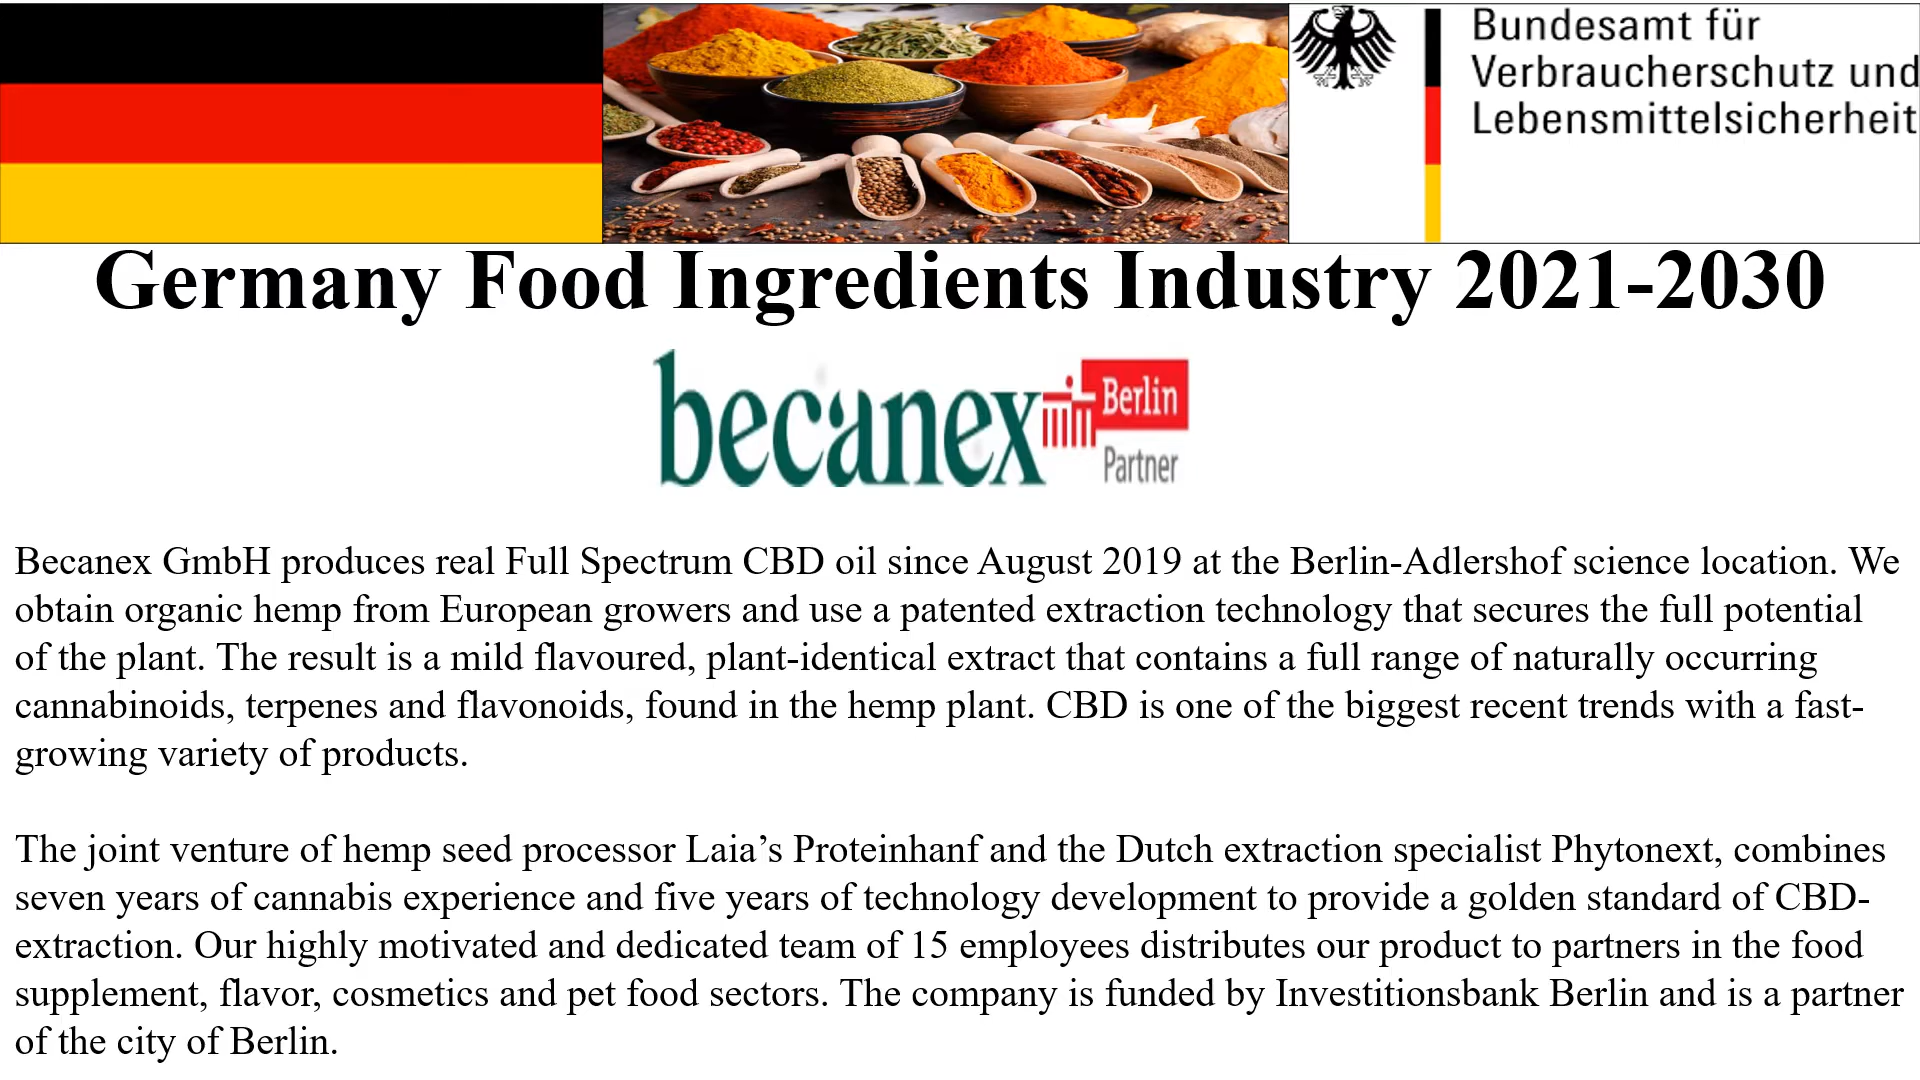 Bundesamt für
Verbraucherschutz und
Lebensmittelsicherheit
Germany Food Ingredients Industry 2021-2030
becanex
Berlin
Partner
Becanex GmbH produces real Full Spectrum CBD oil since August 2019 at the Berlin-Adlershof science location. We
obtain organic hemp from European growers and use a patented extraction technology that secures the full potential
of the plant. The result is a mild flavoured, plant-identical extract that contains a full range of naturally occurring
cannabinoids, terpenes and flavonoids, found in the hemp plant. CBD is one of the biggest recent trends with a fast-
growing variety of products.
The joint venture of hemp seed processor Laia’s Proteinhanf and the Dutch extraction specialist Phytonext, combines
seven years of cannabis experience and five years of technology development to provide a golden standard of CBD-
extraction. Our highly motivated and dedicated team of 15 employees distributes our product to partners in the food
supplement, flavor, cosmetics and pet food sectors. The company is funded by Investitionsbank Berlin and is a partner
of the city of Berlin.